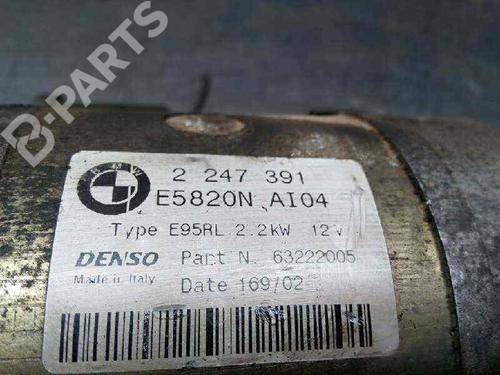 B-PARTS
BMW
2 247 391
E5820N AI04
Type E95RL 2.2kW 12v
DENSO Part N. 63222005
Made in Italy Date 169/02